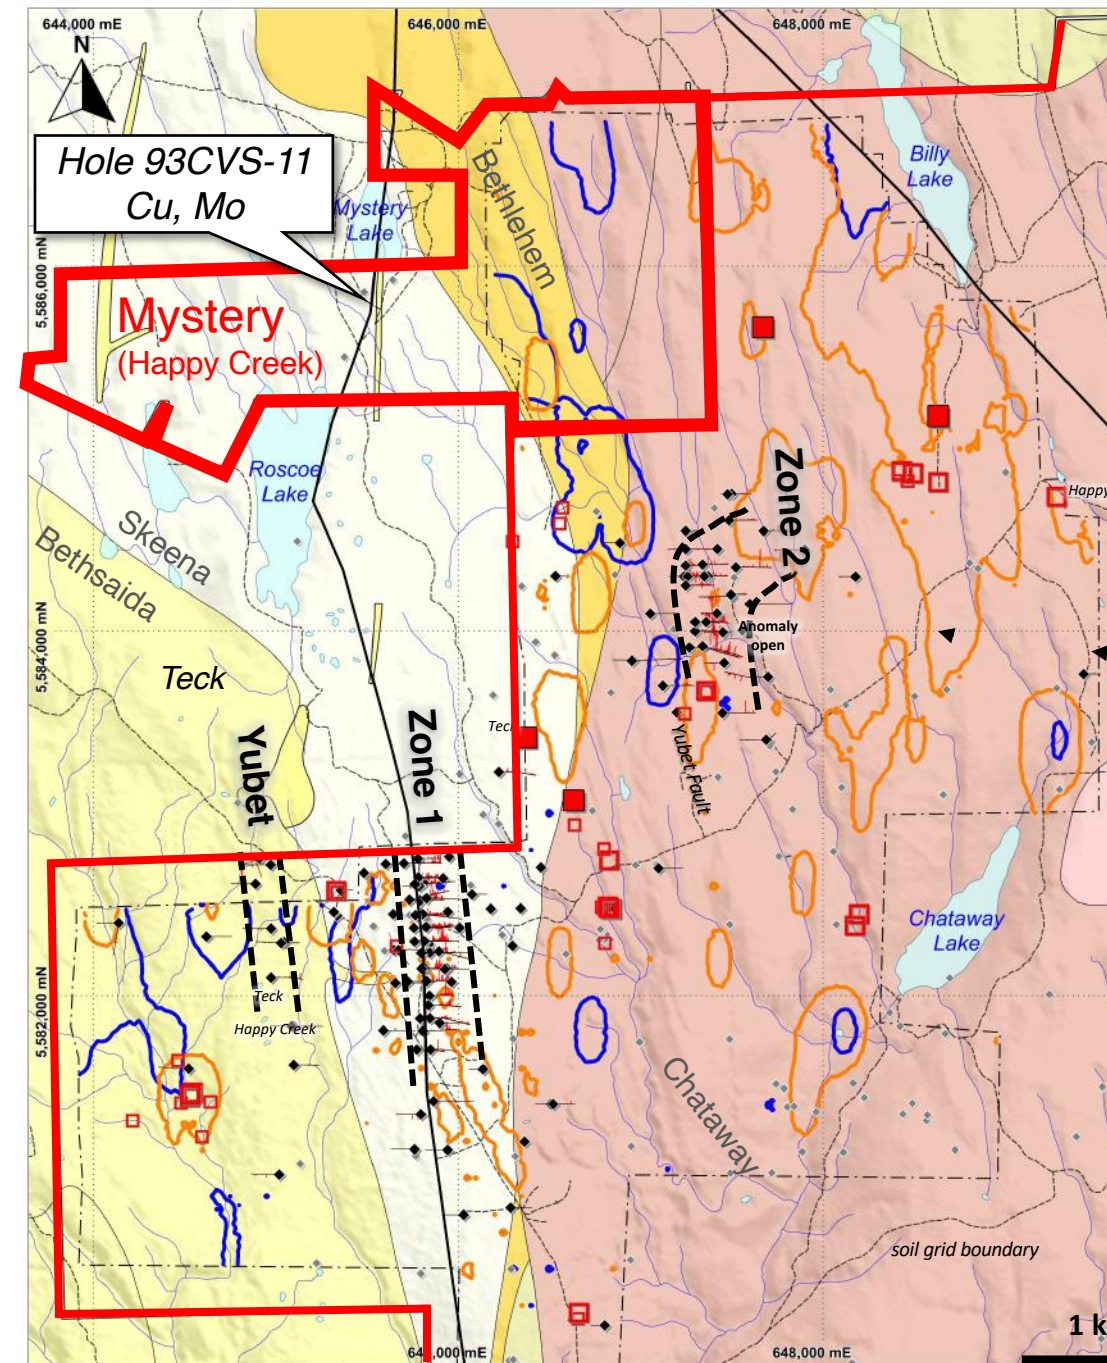 644,000 mE
646,000 mE
648,000 mE
N
Hole 93CVS-11
Cu, Mo
Mystery
Lake
Bethlehem
Billy
Lake
5,586,000 mN
Mystery
(Happy Creek)
Roscoe
Lake
Zone 2
Happy
Skeena
Bethsaida
Anomaly
open
5,584,000 mN
Teck
Teck
Zone 1
Yubet
Yubet Fault
Chataway
Lake
5,582,000 mN
Teck
Happy Creek
Chataway
soil grid boundary
1 k
648,000 mE